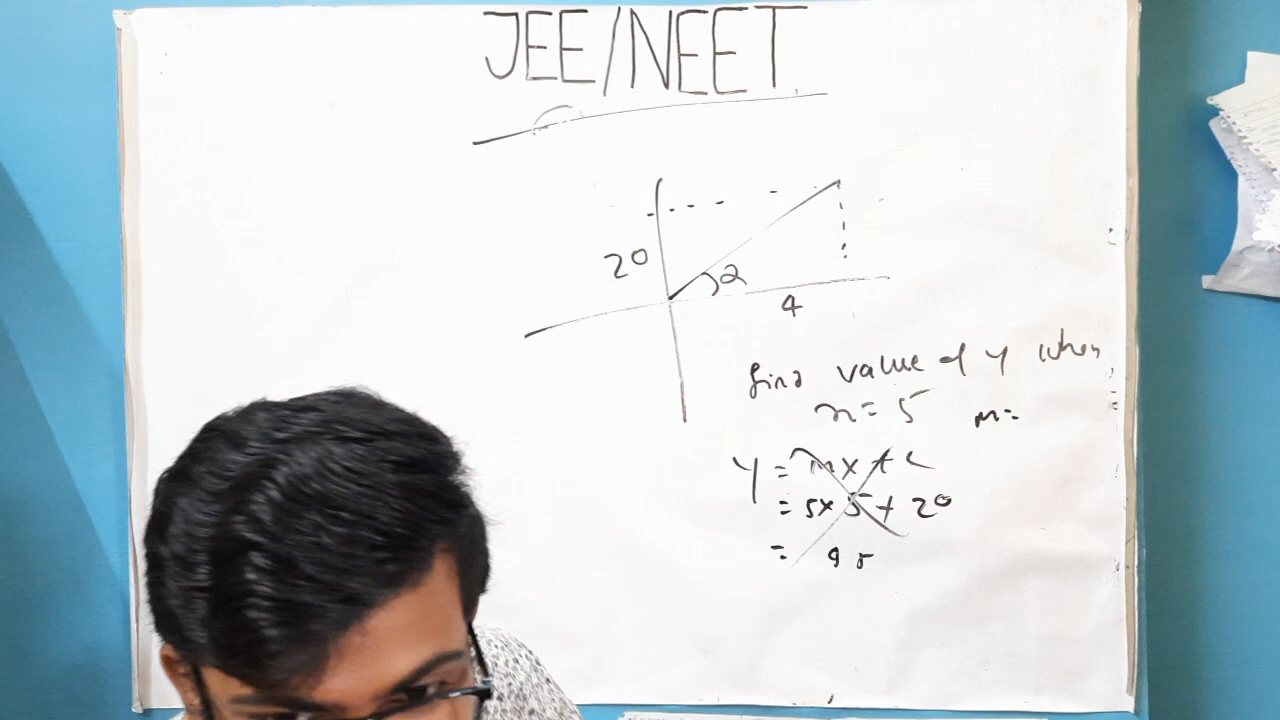 JEE/NEET
20
2
4
find value of y when
x = 5 m=
y = mx + c
= 5x5 + 20
= 45